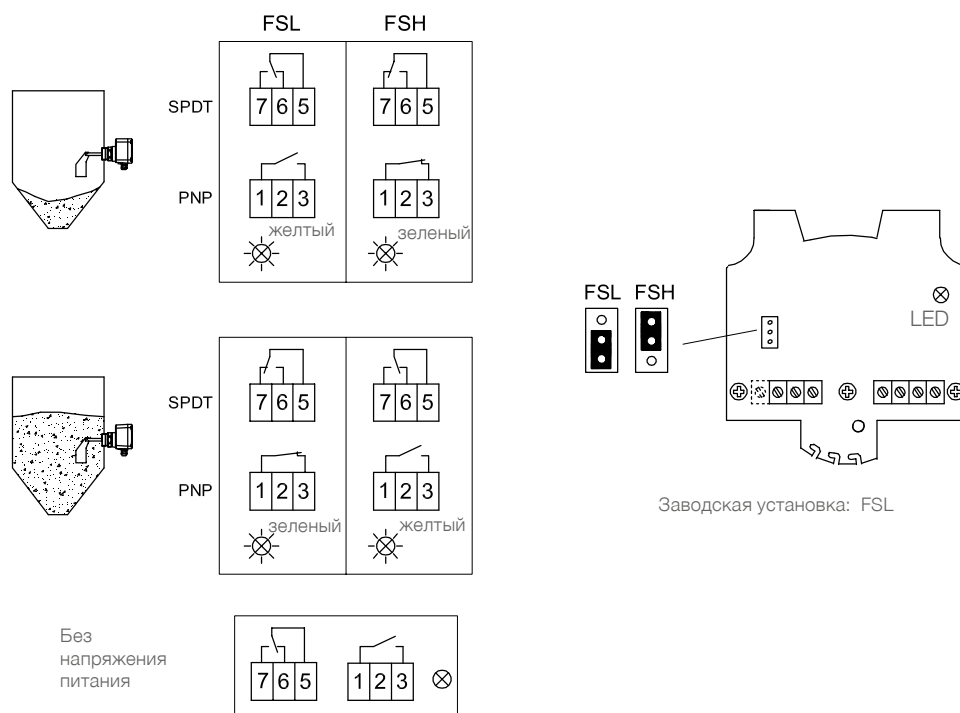 FSL FSH
SPDT 7 6 5 7 6 5
PNP 1 2 3 1 2 3
желтый зеленый
SPDT 7 6 5 7 6 5
PNP 1 2 3 1 2 3
зеленый желтый
Без
напряжения
питания
7 6 5 1 2 3
FSL FSH
LED
Заводская установка: FSL